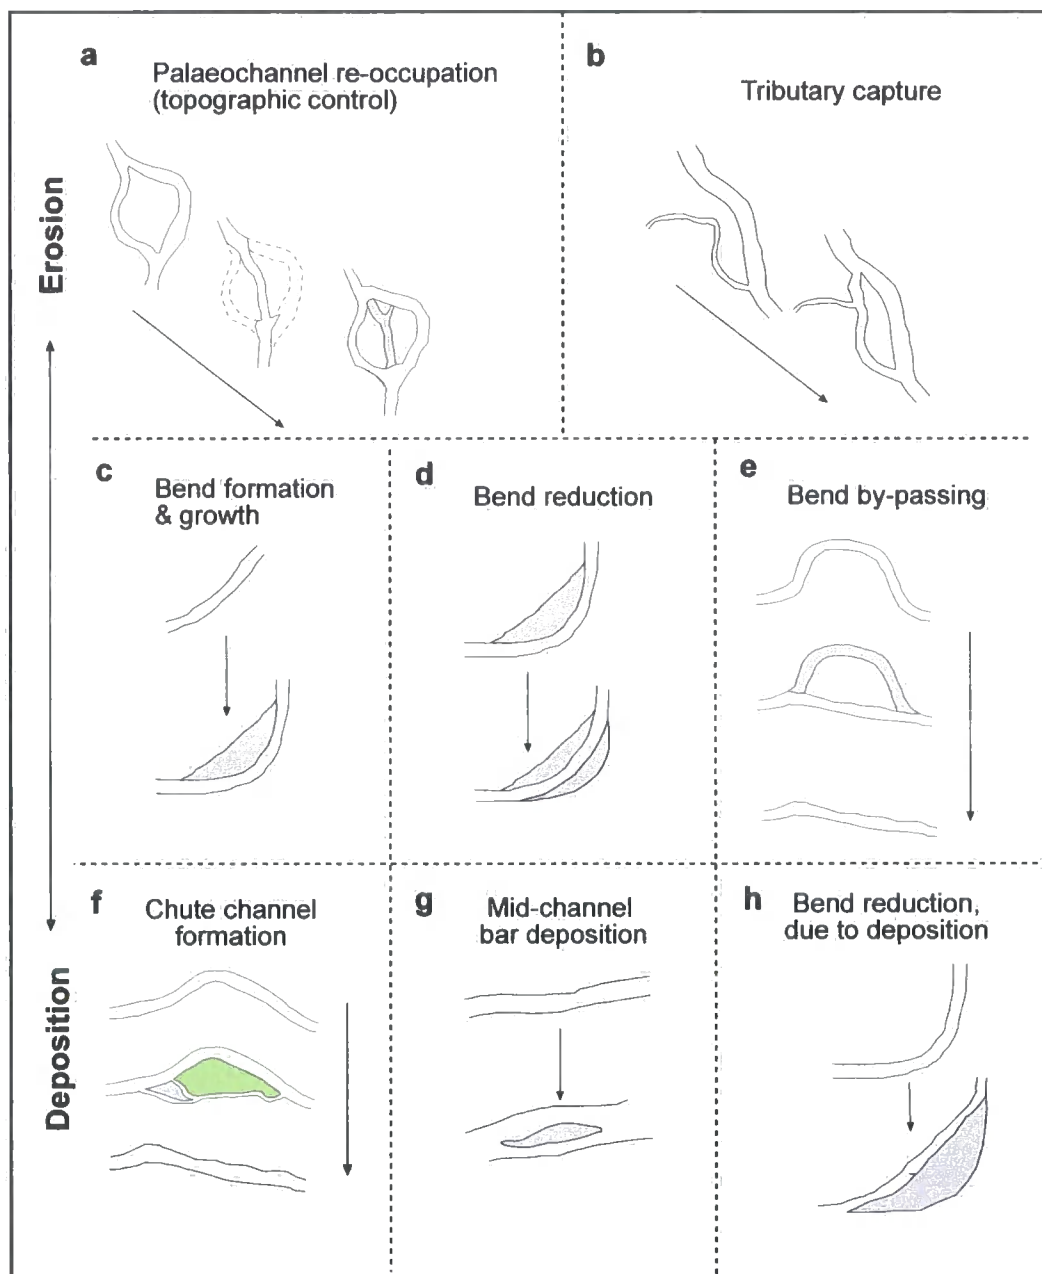 a
Palaeochannel re-occupation
(topographic control)
b
Tributary capture
Erosion
c
Bend formation
& growth
d
Bend reduction
e
Bend by-passing
f
Chute channel
formation
g
Mid-channel
bar deposition
h
Bend reduction,
due to deposition
Deposition